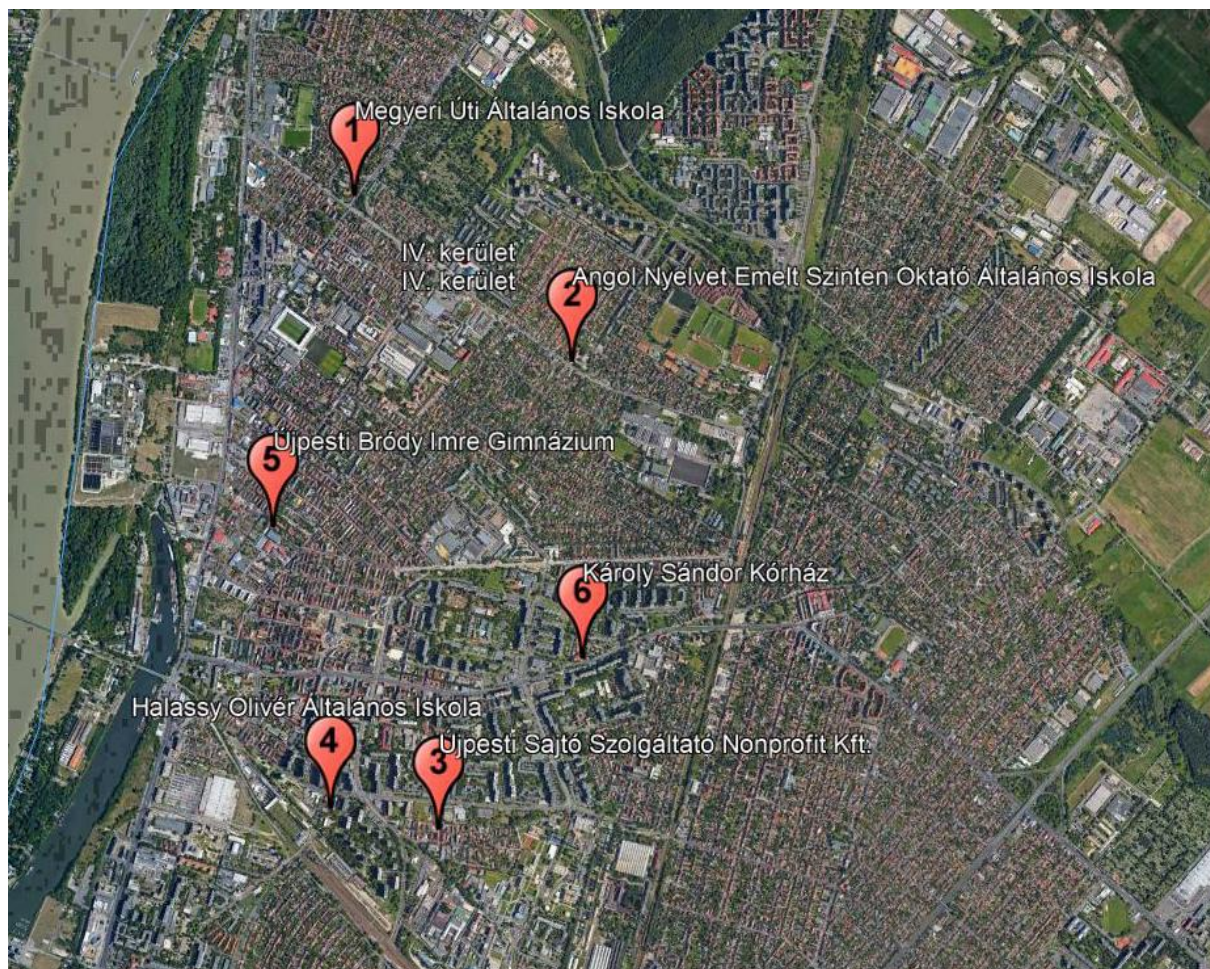 1
Megyeri Úti Általános Iskola
IV. kerület
IV. kerület
2
Angol Nyelvet Emelt Szinten Oktató Általános Iskola
5
Újpesti Bródy Imre Gimnázium
6
Károly Sándor Kórház
Halassy Olivér Általános Iskola
4
3
Újpesti Sajtó Szolgáltató Nonprofit Kft.